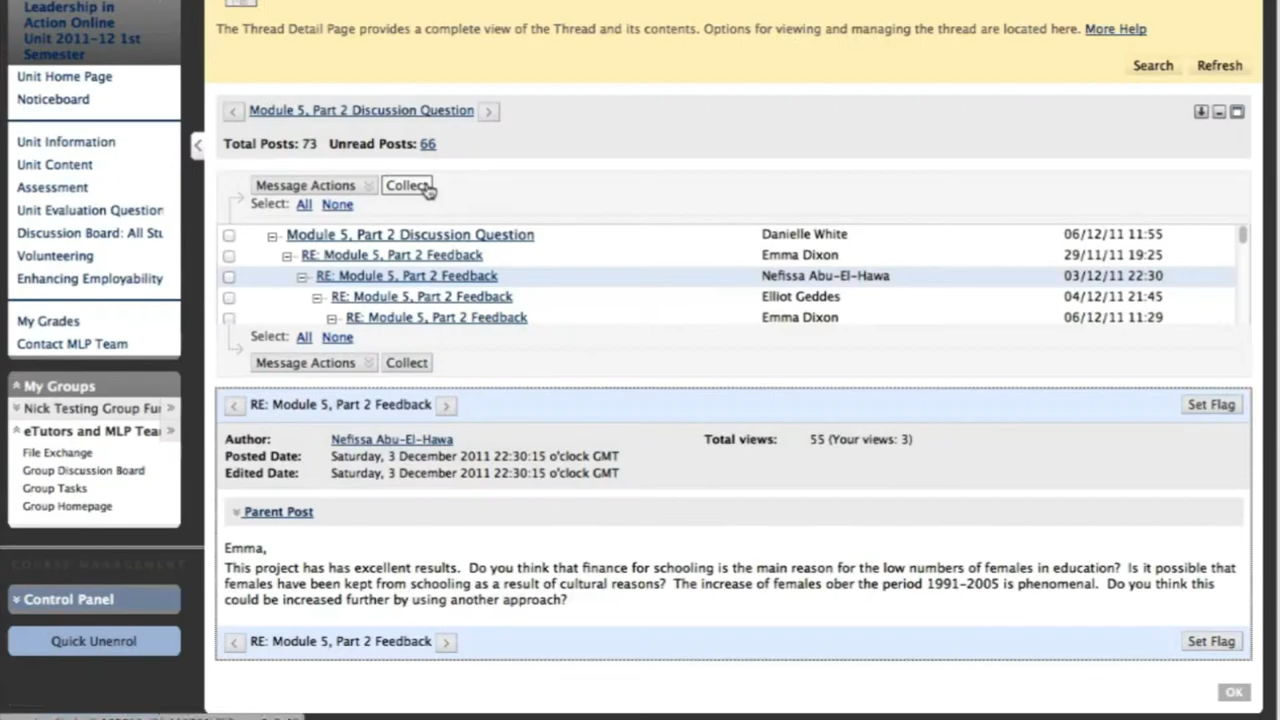 Leadership in
Action Online
Unit 2011-12 1st
Semester
Unit Home Page
Noticeboard
Unit Information
Unit Content
Assessment
Unit Evaluation Question
Discussion Board: All Stu
Volunteering
Enhancing Employability
My Grades
Contact MLP Team
My Groups
Nick Testing Group Fu
eTutors and MLP Tea
File Exchange
Group Discussion Board
Group Tasks
Group Homepage
COURSE MANAGEMENT
Control Panel
Quick Unenrol
The Thread Detail Page provides a complete view of the Thread and its contents. Options for viewing and managing the thread are located here. More Help
Search Refresh
Module 5, Part 2 Discussion Question
Total Posts: 73 Unread Posts: 66
Message Actions Collect
Select: All None
Module 5, Part 2 Discussion Question Danielle White 06/12/11 11:55
RE: Module 5, Part 2 Feedback Emma Dixon 29/11/11 19:25
RE: Module 5, Part 2 Feedback Nefissa Abu-El-Hawa 03/12/11 22:30
RE: Module 5, Part 2 Feedback Elliot Geddes 04/12/11 21:45
RE: Module 5, Part 2 Feedback Emma Dixon 06/12/11 11:29
Select: All None
Message Actions Collect
RE: Module 5, Part 2 Feedback Set Flag
Author: Nefissa Abu-El-Hawa Total views: 55 (Your views: 3)
Posted Date: Saturday, 3 December 2011 22:30:15 o'clock GMT
Edited Date: Saturday, 3 December 2011 22:30:15 o'clock GMT
Parent Post
Emma,
This project has has excellent results. Do you think that finance for schooling is the main reason for the low numbers of females in education? Is it possible that
females have been kept from schooling as a result of cultural reasons? The increase of females ober the period 1991-2005 is phenomenal. Do you think this
could be increased further by using another approach?
RE: Module 5, Part 2 Feedback Set Flag
OK